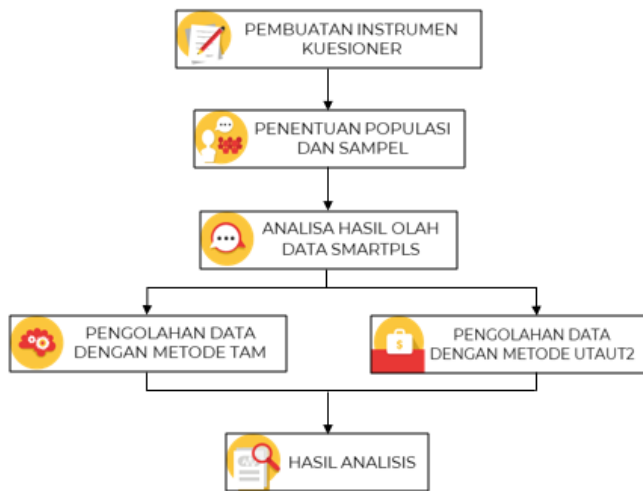 PEMBUATAN INSTRUMEN
KUESIONER
PENENTUAN POPULASI
DAN SAMPEL
ANALISA HASIL OLAH
DATA SMARTPLS
PENGOLAHAN DATA
DENGAN METODE TAM
PENGOLAHAN DATA
DENGAN METODE UTAUT2
HASIL ANALISIS